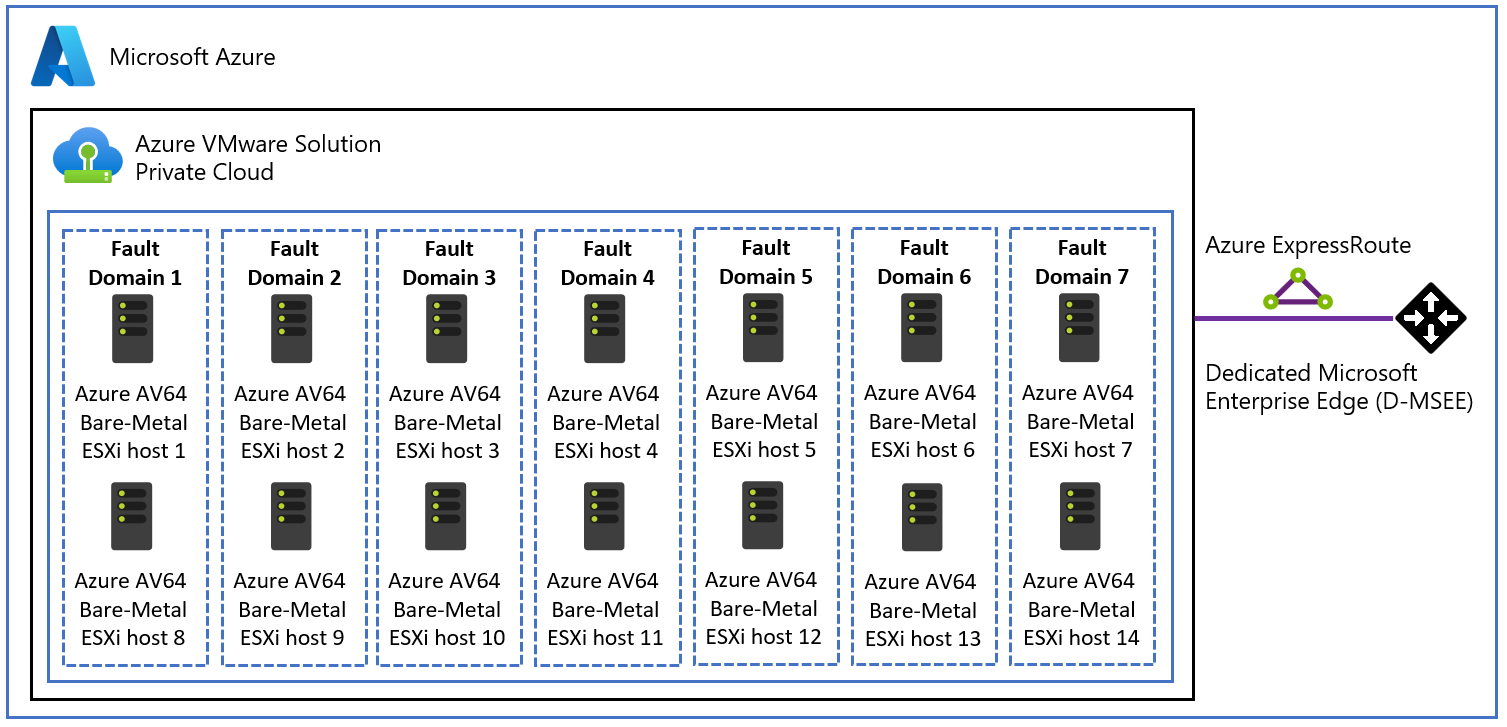 Microsoft Azure
Azure VMware Solution
Private Cloud
Fault
Domain 1
Azure AV64
Bare-Metal
ESXi host 1
Azure AV64
Bare-Metal
ESXi host 8
Fault
Domain 2
Azure AV64
Bare-Metal
ESXi host 2
Azure AV64
Bare-Metal
ESXi host 9
Fault
Domain 3
Azure AV64
Bare-Metal
ESXi host 3
Azure AV64
Bare-Metal
ESXi host 10
Fault
Domain 4
Azure AV64
Bare-Metal
ESXi host 4
Azure AV64
Bare-Metal
ESXi host 11
Fault
Domain 5
Azure AV64
Bare-Metal
ESXi host 5
Azure AV64
Bare-Metal
ESXi host 12
Fault
Domain 6
Azure AV64
Bare-Metal
ESXi host 6
Azure AV64
Bare-Metal
ESXi host 13
Fault
Domain 7
Azure AV64
Bare-Metal
ESXi host 7
Azure AV64
Bare-Metal
ESXi host 14
Azure ExpressRoute
Dedicated Microsoft
Enterprise Edge (D-MSEE)